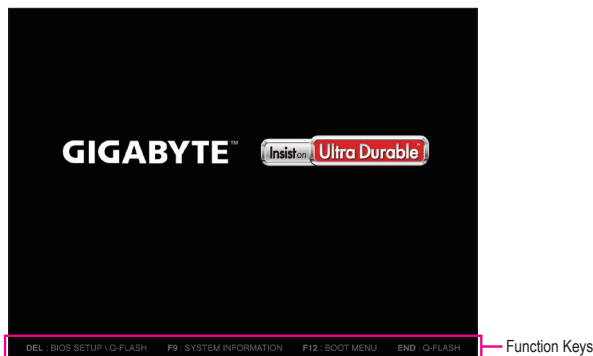 GIGABYTE™ Insist on Ultra Durable™
DEL : BIOS SETUP \ Q-FLASH F9 : SYSTEM INFORMATION F12 : BOOT MENU END : Q-FLASH
Function Keys